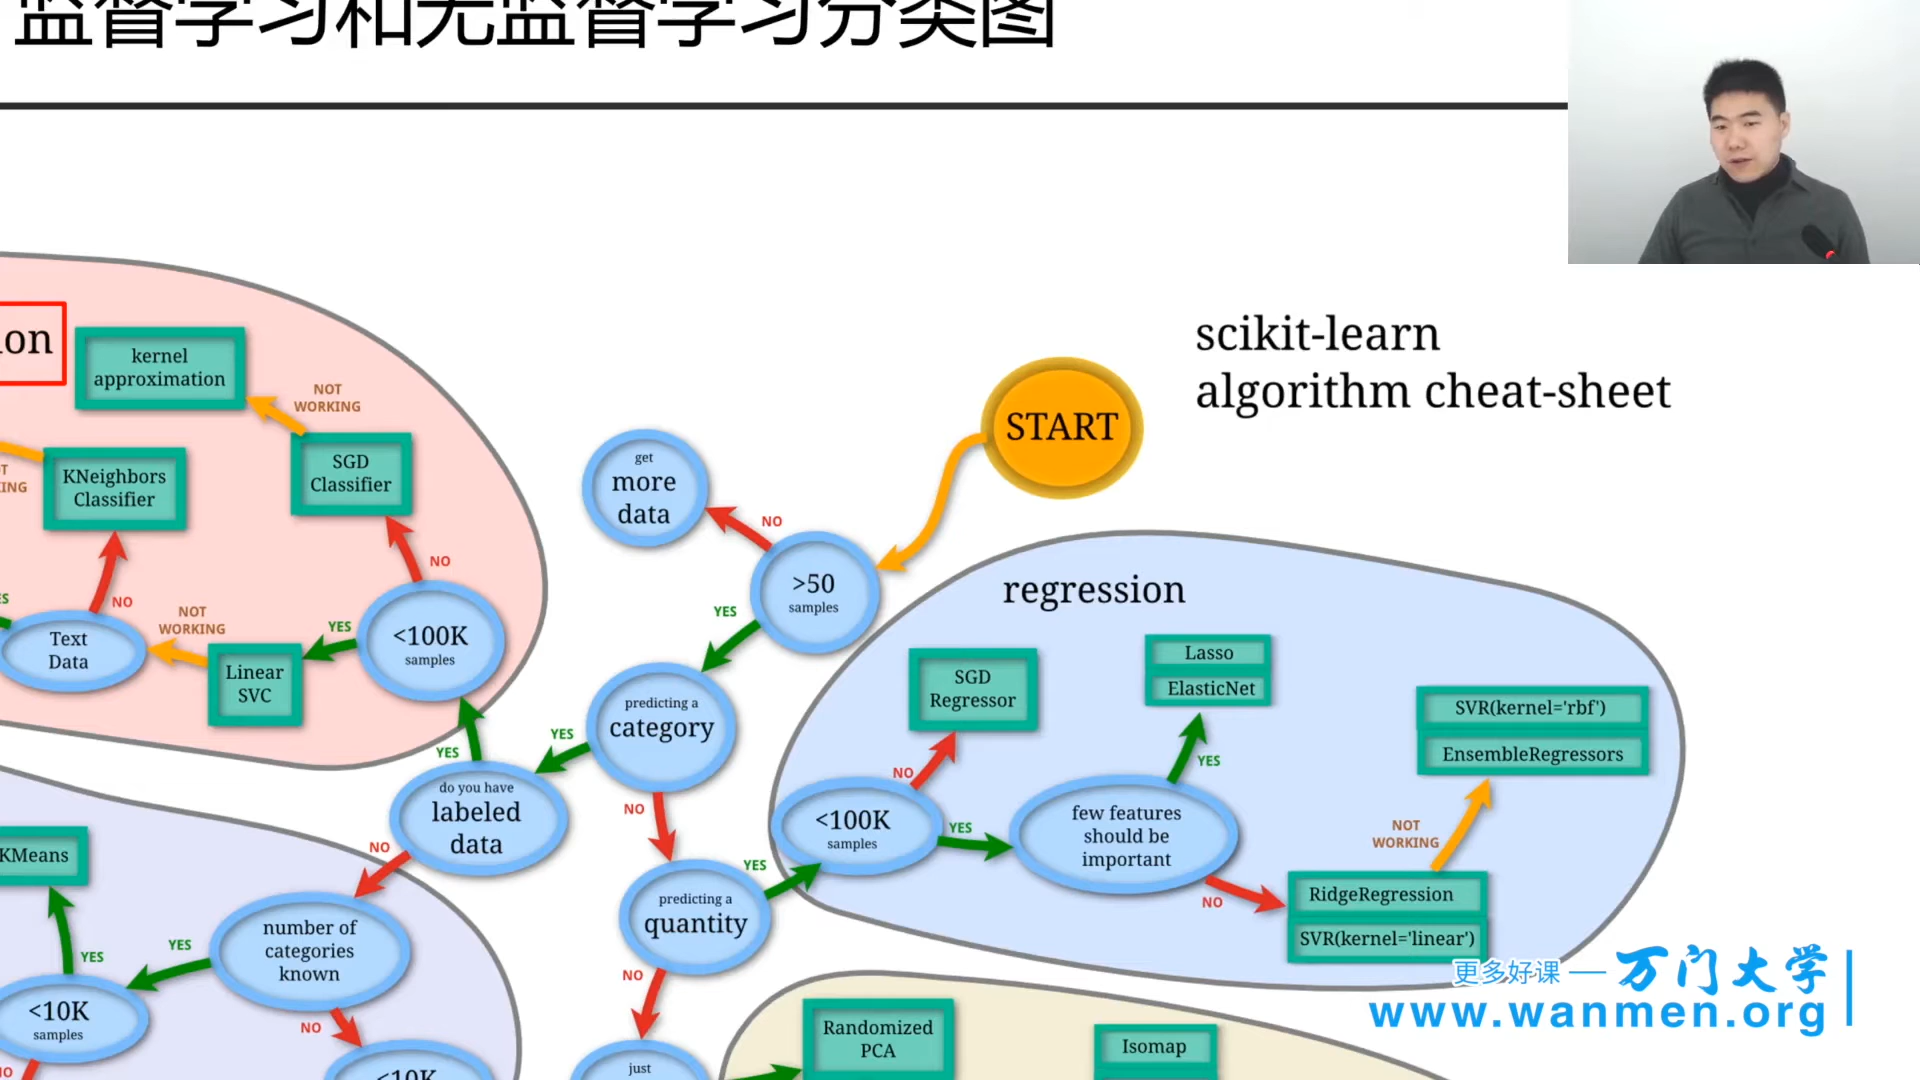 监督学习和无监督学习分类图
scikit-learn
algorithm cheat-sheet
START
kernel
approximation
NOT
WORKING
KNeighbors
Classifier
SGD
Classifier
NO
NO
Text
Data
NOT
WORKING
YES
Linear
SVC
<100K
samples
get
more
data
NO
>50
samples
YES
predicting a
category
YES
YES
do you have
labeled
data
NO
NO
predicting a
quantity
YES
NO
just
regression
SGD
Regressor
Lasso
ElasticNet
SVR(kernel='rbf')
EnsembleRegressors
NO
YES
<100K
samples
YES
few features
should be
important
NOT
WORKING
NO
RidgeRegression
SVR(kernel='linear')
KMeans
YES
YES
number of
categories
known
<10K
samples
NO
<10K
Randomized
PCA
Isomap
更多好课 — 万门大学
www.wanmen.org